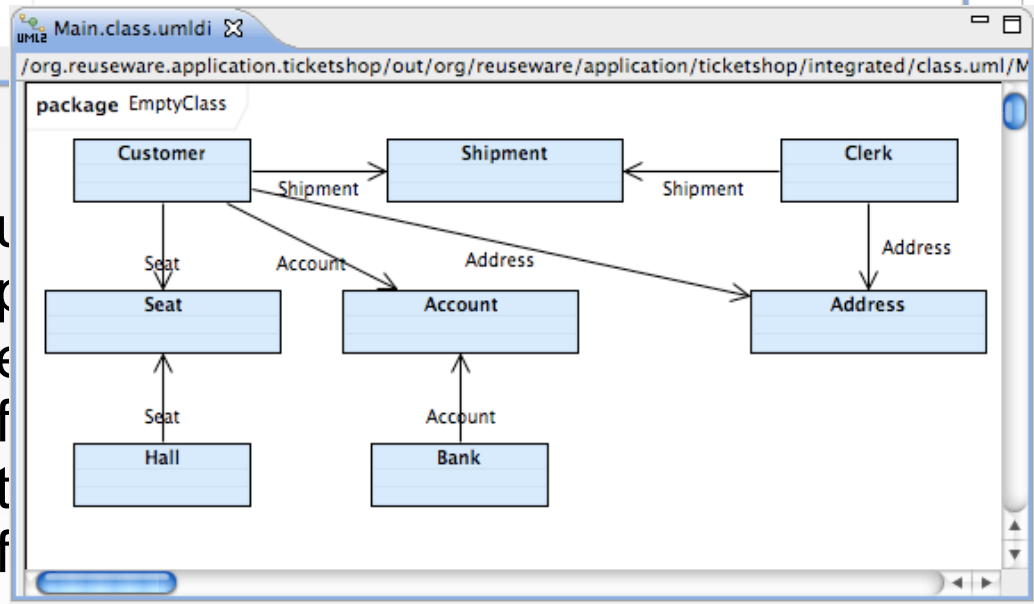 UML2 Main.class.umldi
/org.reuseware.application.ticketshop/out/org/reuseware/application/ticketshop/integrated/class.uml/M
package EmptyClass
Customer Shipment Clerk
Shipment Shipment
Seat Account Address Address
Seat Account Address
Seat Account
Hall Bank